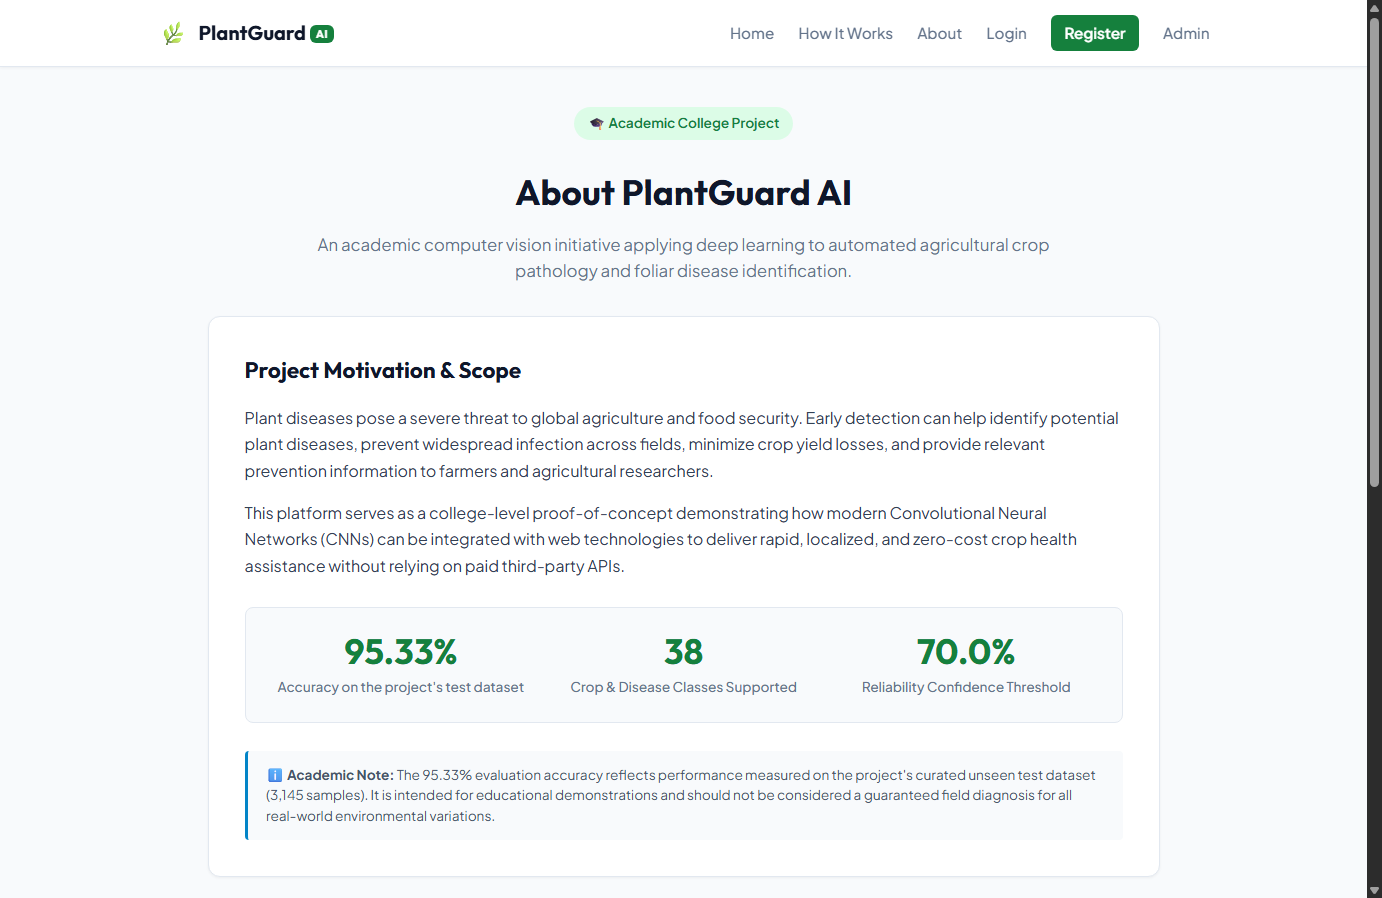 PlantGuard AI
Home How It Works About Login Register Admin
Academic College Project
About PlantGuard AI
An academic computer vision initiative applying deep learning to automated agricultural crop
pathology and foliar disease identification.
Project Motivation & Scope
Plant diseases pose a severe threat to global agriculture and food security. Early detection can help identify potential
plant diseases, prevent widespread infection across fields, minimize crop yield losses, and provide relevant
prevention information to farmers and agricultural researchers.
This platform serves as a college-level proof-of-concept demonstrating how modern Convolutional Neural
Networks (CNNs) can be integrated with web technologies to deliver rapid, localized, and zero-cost crop health
assistance without relying on paid third-party APIs.
95.33% 38 70.0%
Accuracy on the project's test dataset Crop & Disease Classes Supported Reliability Confidence Threshold
Academic Note: The 95.33% evaluation accuracy reflects performance measured on the project's curated unseen test dataset
(3,145 samples). It is intended for educational demonstrations and should not be considered a guaranteed field diagnosis for all
real-world environmental variations.